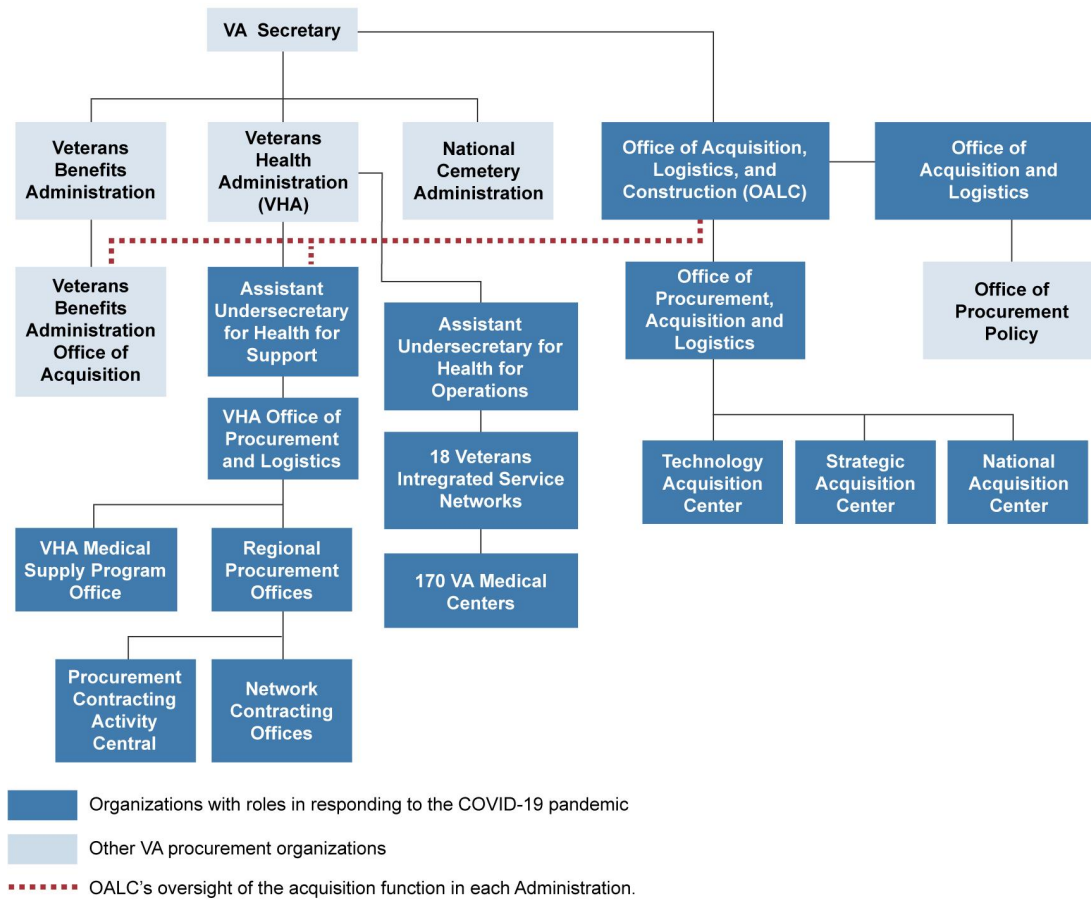 VA Secretary
Veterans
Benefits
Administration
Veterans
Health
Administration
(VHA)
National
Cemetery
Administration
Office of Acquisition,
Logistics, and
Construction (OALC)
Office of
Acquisition and
Logistics
Veterans
Benefits
Administration
Office of
Acquisition
Assistant
Undersecretary
for Health for
Support
Assistant
Undersecretary for
Health for
Operations
Office of
Procurement,
Acquisition and
Logistics
Office of
Procurement
Policy
VHA Office of
Procurement
and Logistics
18 Veterans
Intregrated Service
Networks
Technology
Acquisition
Center
Strategic
Acquisition
Center
National
Acquisition
Center
VHA Medical
Supply Program
Office
Regional
Procurement
Offices
170 VA Medical
Centers
Procurement
Contracting
Activity
Central
Network
Contracting
Offices
Organizations with roles in responding to the COVID-19 pandemic
Other VA procurement organizations
OALC's oversight of the acquisition function in each Administration.